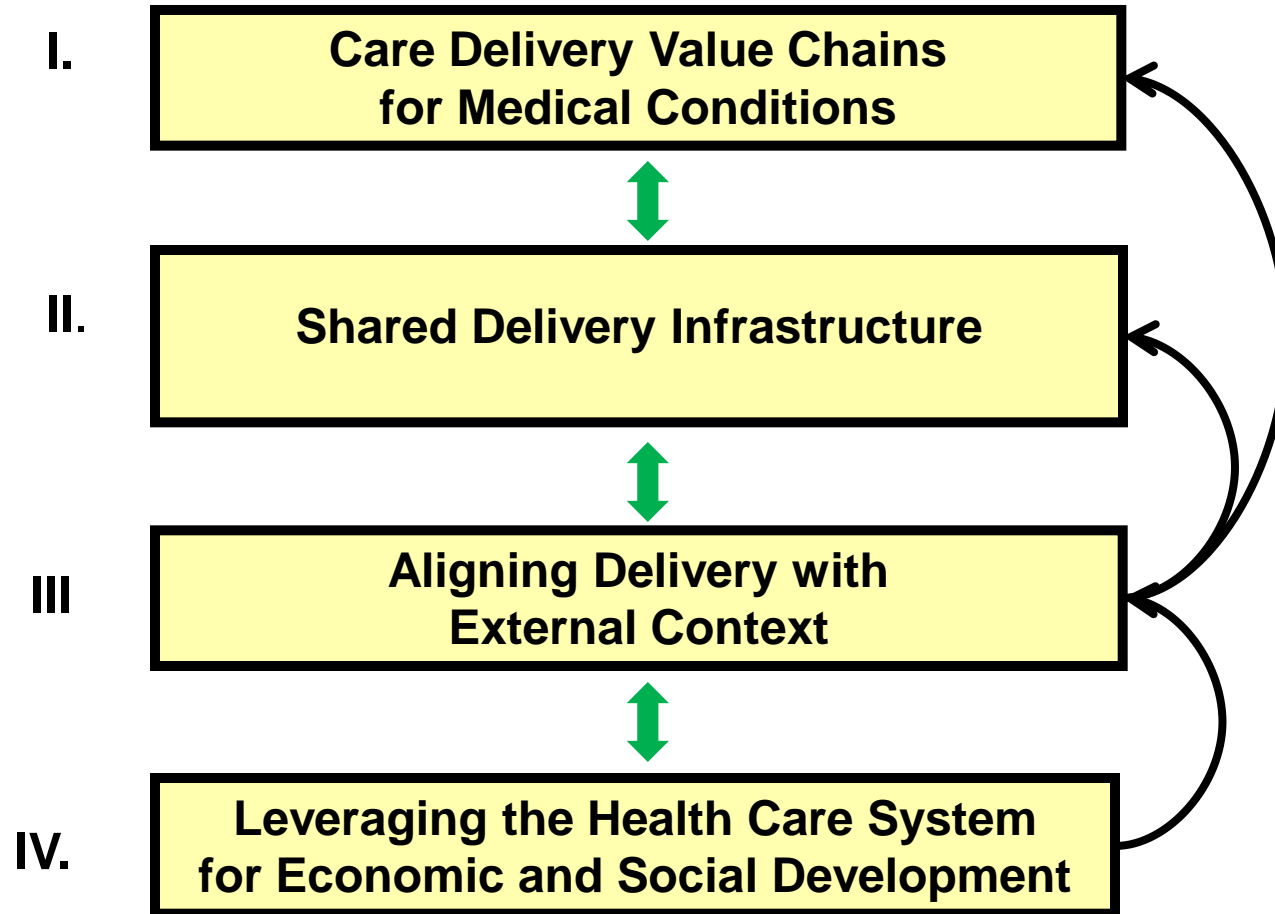 I.
Care Delivery Value Chains
for Medical Conditions
II.
Shared Delivery Infrastructure
III
Aligning Delivery with
External Context
IV.
Leveraging the Health Care System
for Economic and Social Development